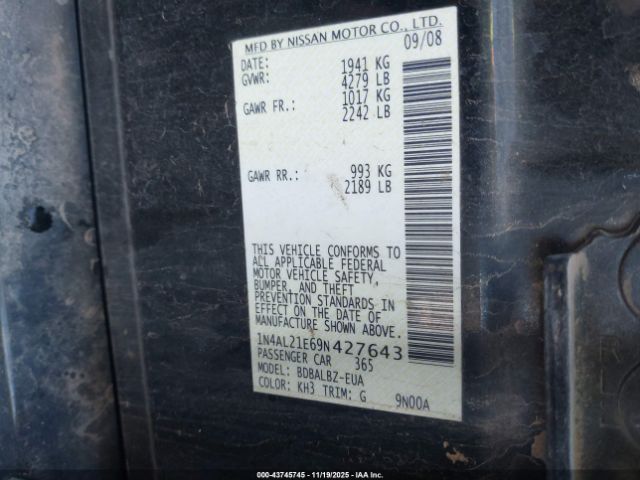 MFD BY NISSAN MOTOR CO., LTD.
DATE: 09/08
GVWR: 1941 KG
4279 LB
GAWR FR.: 1017 KG
2242 LB
GAWR RR.: 993 KG
2189 LB
THIS VEHICLE CONFORMS TO
ALL APPLICABLE FEDERAL
MOTOR VEHICLE SAFETY,
BUMPER, AND THEFT
PREVENTION STANDARDS IN
EFFECT ON THE DATE OF
MANUFACTURE SHOWN ABOVE.
1N4AL21E69N427643
PASSENGER CAR 365
MODEL: BDBALBZ-EUA
COLOR: KH3 TRIM: G 9N00A
000-43745745 - 11/19/2025 - IAA Inc.